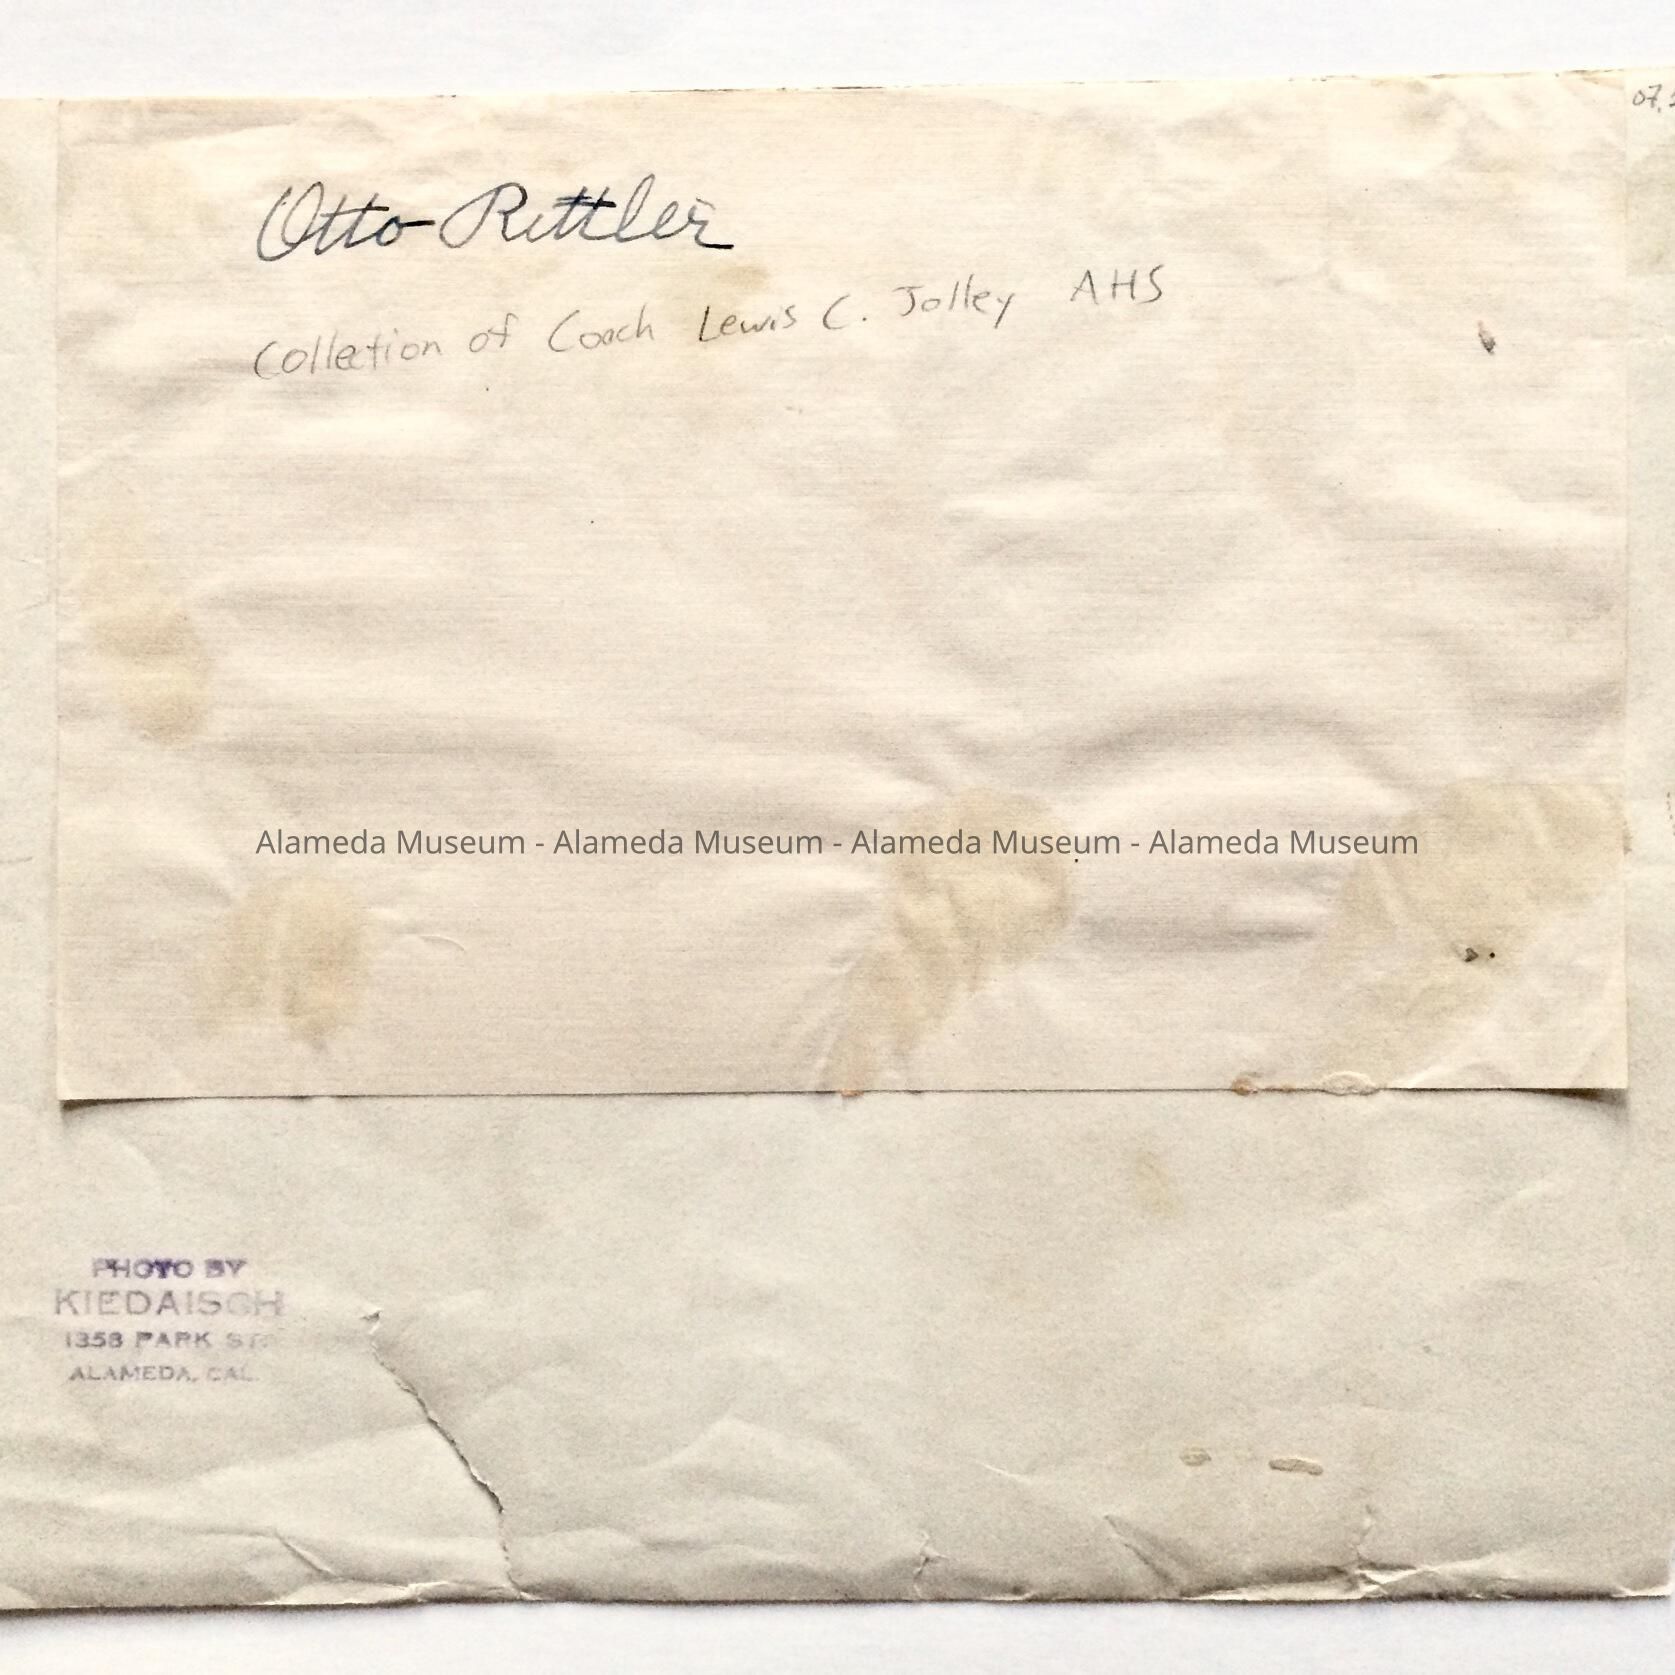 07.
Otto Rittler
Collection of Coach Lewis C. Jolley AHS
Alameda Museum - Alameda Museum - Alameda Museum - Alameda Museum
PHOTO BY
KIEDAISCH
1358 PARK ST.
ALAMEDA, CAL.